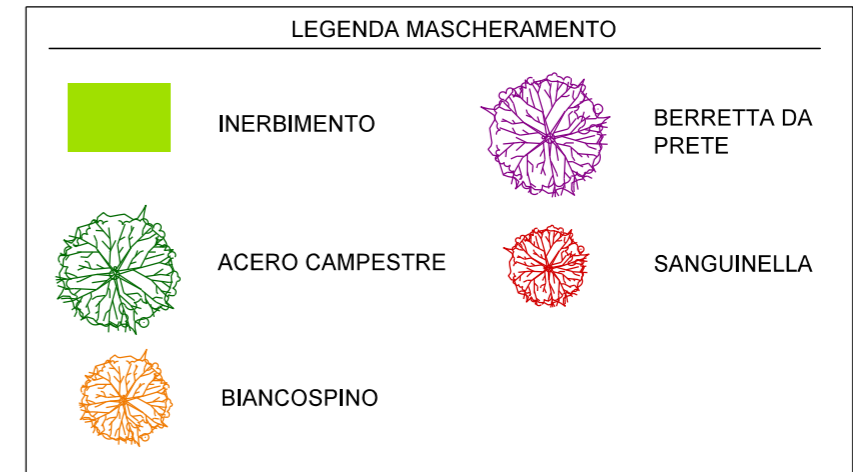 LEGENDA MASCHERAMENTO
INERBIMENTO
ACERO CAMPESTRE
BIANCOSPINO
BERRETTA DA
PRETE
SANGUINELLA